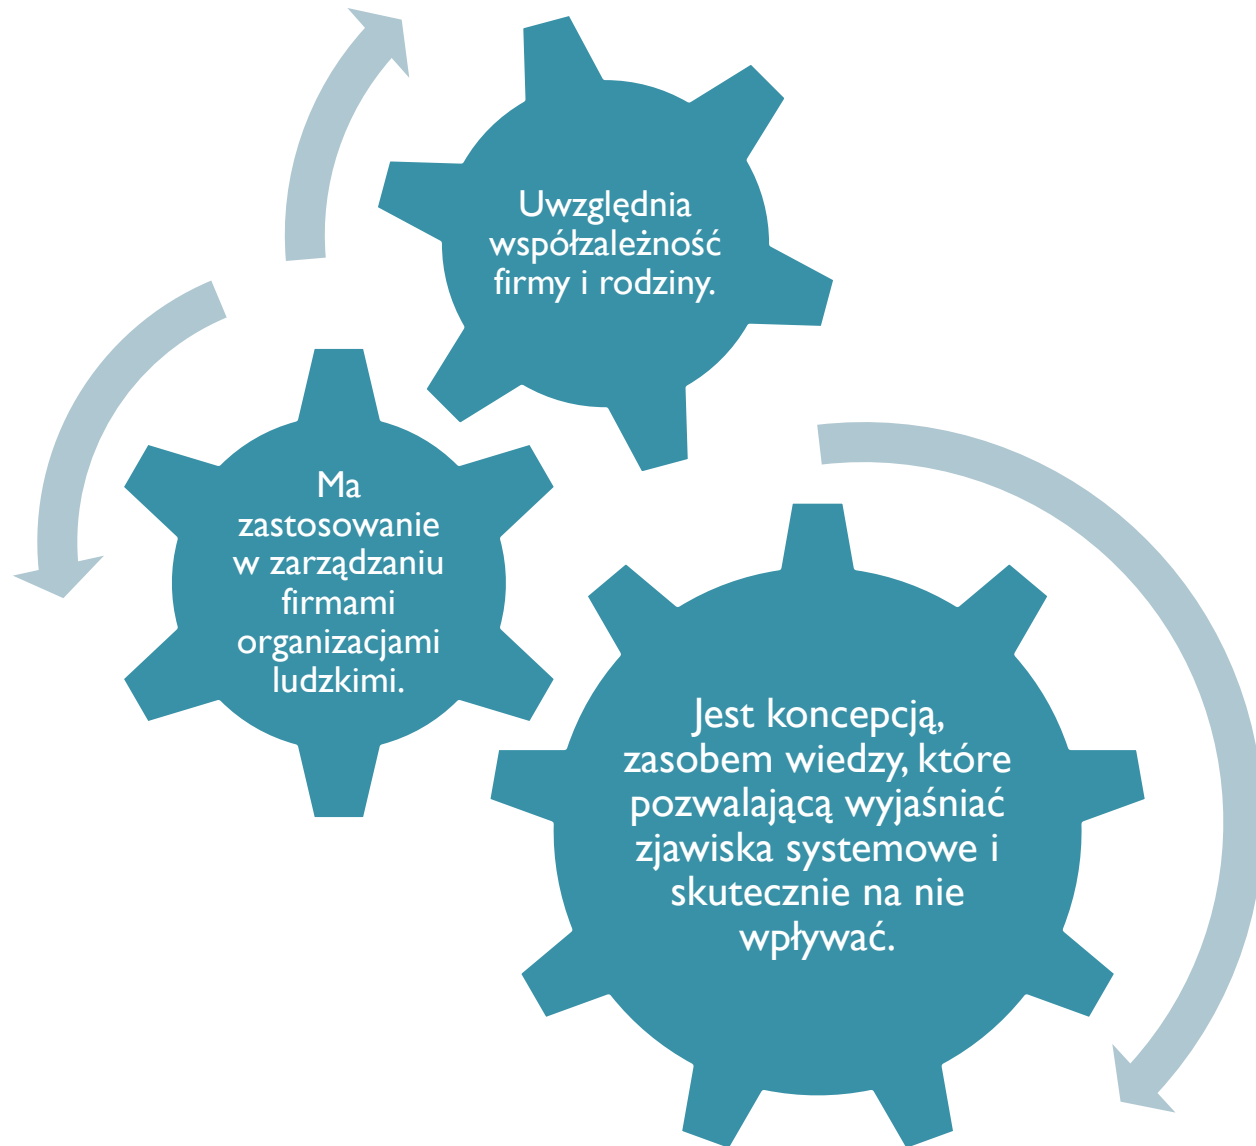 Uwzględnia
współzależność
firmy i rodziny.
Ma
zastosowanie
w zarządzaniu
firmami
organizacjami
ludzkimi.
Jest koncepcją,
zasobem wiedzy, które
pozwalającą wyjaśniać
zjawiska systemowe i
skutecznie na nie
wpływać.